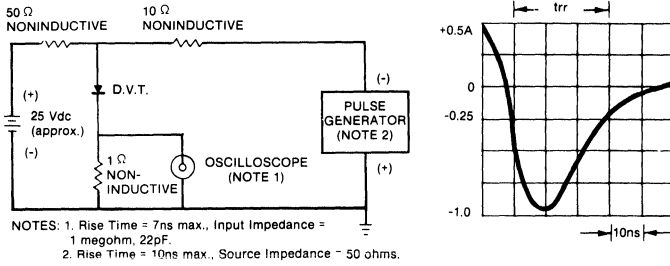 50 Ω
NONINDUCTIVE
10 Ω
NONINDUCTIVE
(+)
25 Vdc
(approx.)
(-)
D.V.T.
1 Ω
NON-
INDUCTIVE
OSCILLOSCOPE
(NOTE 1)
(-)
PULSE
GENERATOR
(NOTE 2)
(+)
NOTES: 1. Rise Time = 7ns max., Input Impedance =
1 megohm, 22pF.
2. Rise Time = 10ns max., Source Impedance = 50 ohms.
trr
+0.5A
0
-0.25
-1.0
10ns